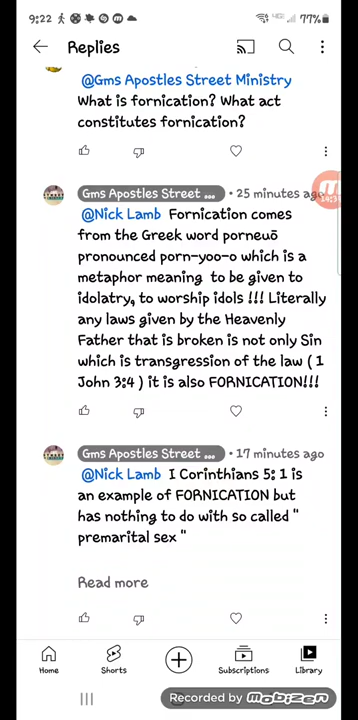 9:22
77%
Replies
@Gms Apostles Street Ministry
What is fornication? What act
constitutes fornication?
Gms Apostles Street ... • 25 minutes ago
@Nick Lamb Fornication comes
from the Greek word porneuō
pronounced porn-yoo-o which is a
metaphor meaning to be given to
idolatry, to worship idols !!! Literally
any laws given by the Heavenly
Father that is broken is not only Sin
which is transgression of the law ( 1
John 3:4 ) it is also FORNICATION!!!
Gms Apostles Street ... • 17 minutes ago
@Nick Lamb I Corinthians 5: 1 is
an example of FORNICATION but
has nothing to do with so called "
premarital sex "
Read more
Home
Shorts
Subscriptions
Library
Recorded by mobizen